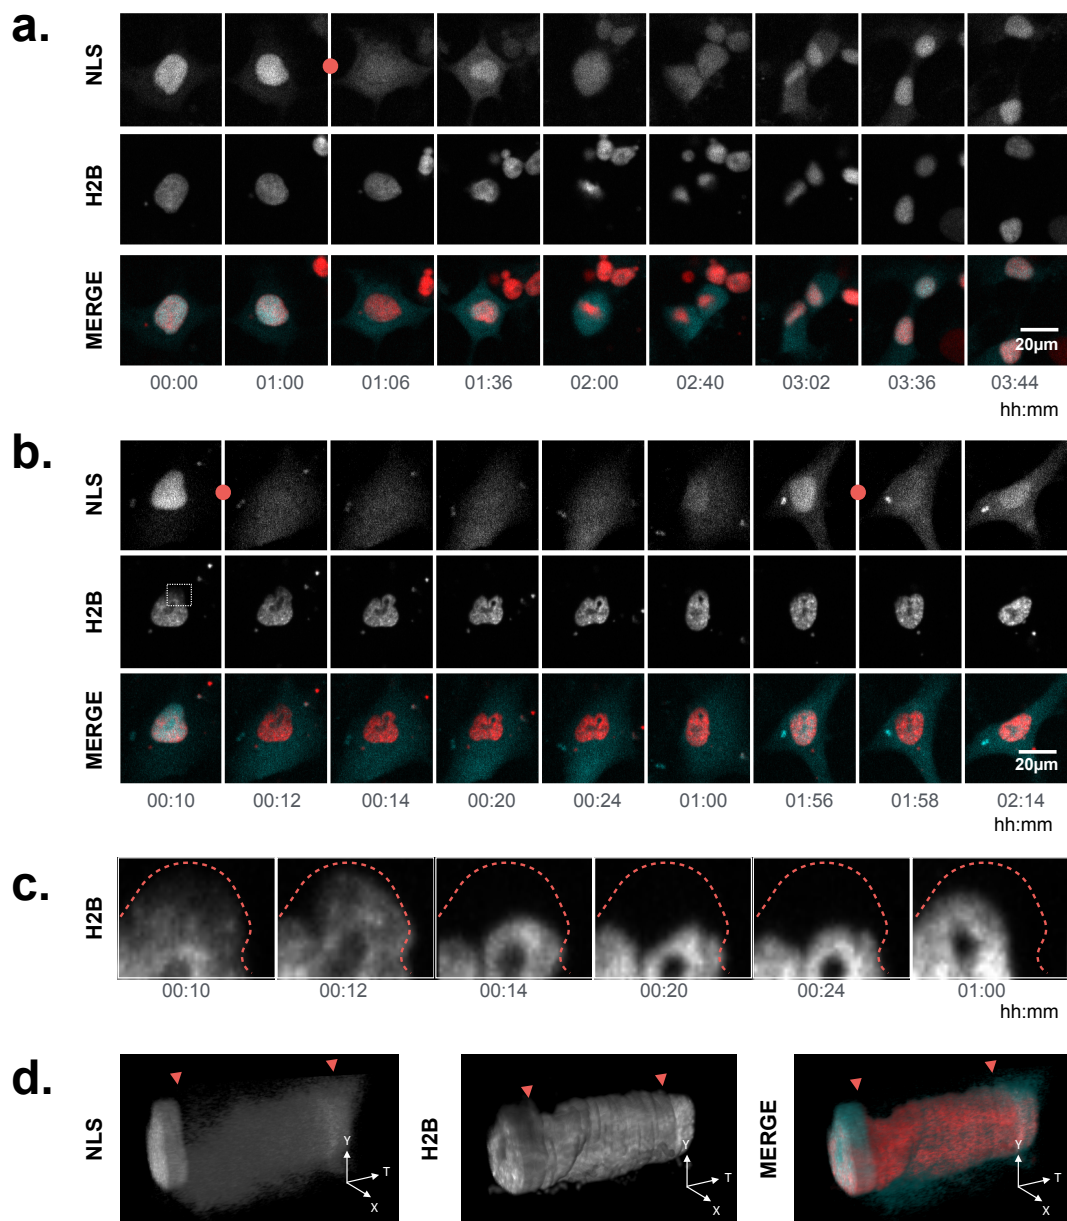 a.
NLS
H2B
MERGE
20µm
00:00 01:00 01:06 01:36 02:00 02:40 03:02 03:36 03:44
hh:mm
b.
NLS
H2B
MERGE
20µm
00:10 00:12 00:14 00:20 00:24 01:00 01:56 01:58 02:14
hh:mm
c.
H2B
00:10 00:12 00:14 00:20 00:24 01:00
hh:mm
d.
NLS
Y
T
X
H2B
Y
T
X
MERGE
Y
T
X